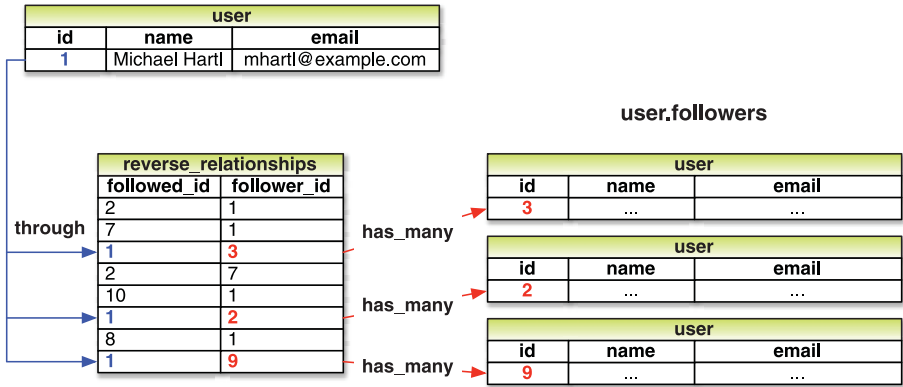 user
id name email
1 Michael Hartl mhartl@example.com
user.followers
reverse_relationships
followed_id follower_id
2 1
7 1
1 3
2 7
10 1
1 2
8 1
1 9
through
has_many
has_many
has_many
user
id name email
3 ... ...
user
id name email
2 ... ...
user
id name email
9 ... ...